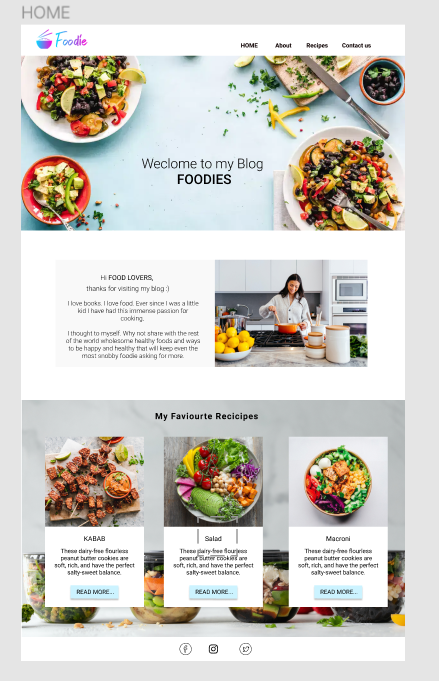 HOME
Foodie
HOME About Recipes Contact us
Weclome to my Blog
FOODIES
Hi FOOD LOVERS,
thanks for visiting my blog :)
I love books. I love food. Ever since I was a little
kid I have had this immense passion for
cooking.
I thought to myself. Why not share with the rest
of the world wholesome healthy foods and ways
to be happy and healthy that will keep even the
most snobby foodie asking for more.
My Faviourte Recicipes
KABAB
These dairy-free flourless
peanut butter cookies are
soft, rich, and have the perfect
salty-sweet balance.
READ MORE...
Salad
These dairy-free flourless
peanut butter cookies are
soft, rich, and have the perfect
salty-sweet balance.
READ MORE...
Macroni
These dairy-free flourless
peanut butter cookies are
soft, rich, and have the perfect
salty-sweet balance.
READ MORE...